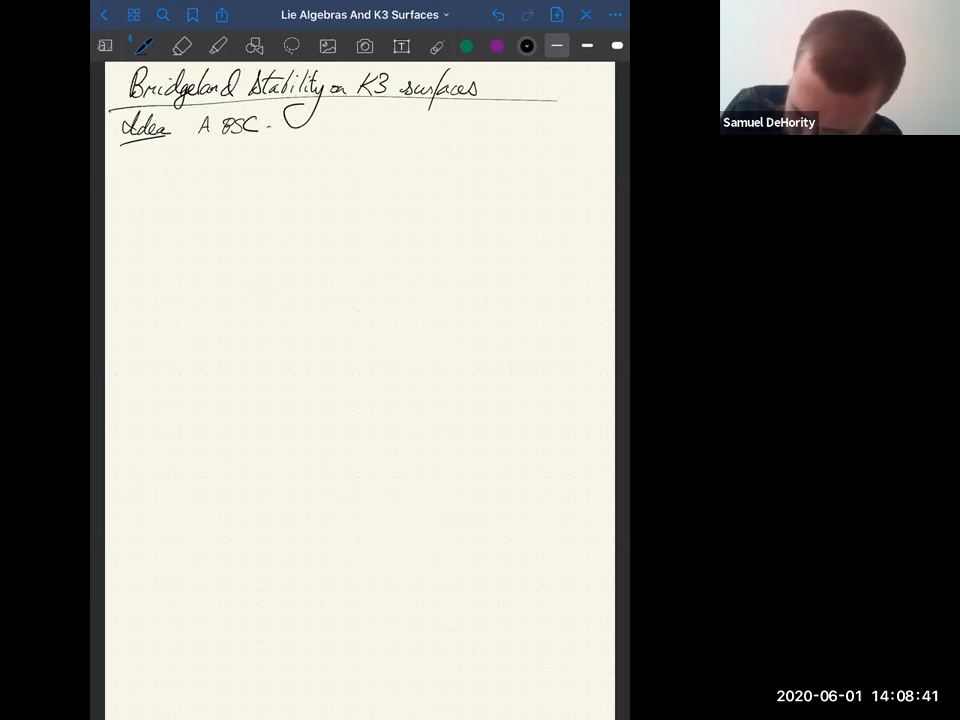 Lie Algebras And K3 Surfaces
T
Bridgeland Stability on K3 surfaces
Idea A BSC -
Samuel DeHority
2020-06-01 14:08:41